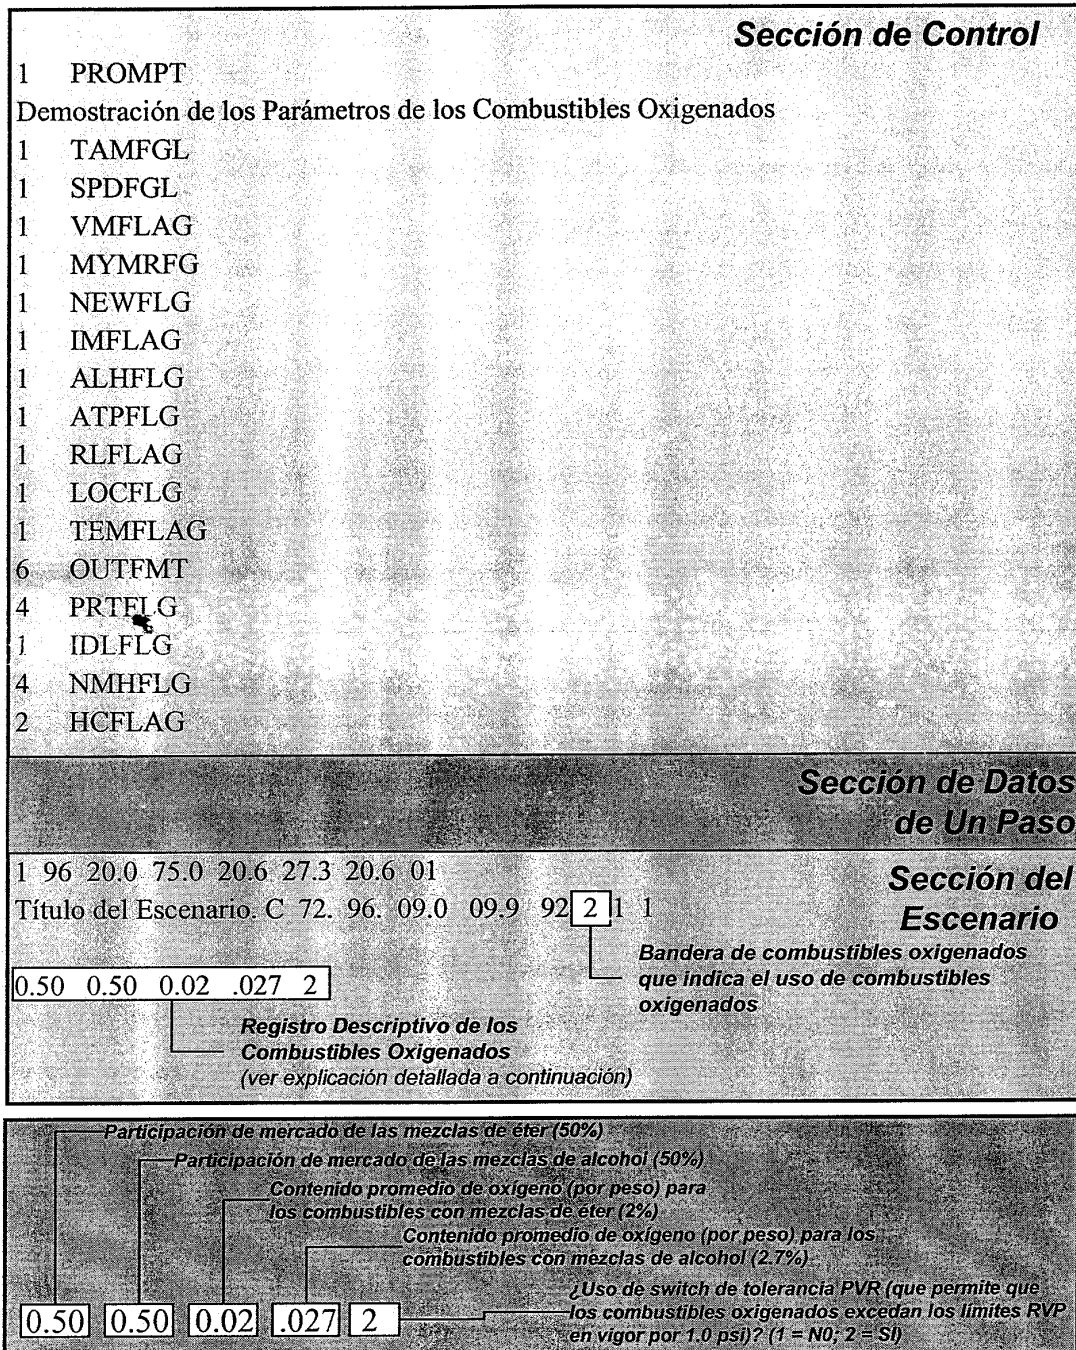 Sección de Control
1 PROMPT
Demostración de los Parámetros de los Combustibles Oxigenados
1 TAMFGL
1 SPDFGL
1 VMFLAG
1 MYMRFG
1 NEWFLG
1 IMFLAG
1 ALHFLG
1 ATPFLG
1 RLFLAG
1 LOCFLG
1 TEMFLAG
6 OUTFMT
4 PRTFLG
1 IDLFLG
4 NMHFLG
2 HCFLAG
Sección de Datos
de Un Paso
1 96 20.0 75.0 20.6 27.3 20.6 01
Sección del
Escenario
Título del Escenario. C 72. 96. 09.0 09.9 92 2 1 1
Bandera de combustibles oxigenados
que indica el uso de combustibles
oxigenados
0.50 0.50 0.02 .027 2
Registro Descriptivo de los
Combustibles Oxigenados
(ver explicación detallada a continuación)
Participación de mercado de las mezclas de éter (50%)
Participación de mercado de las mezclas de alcohol (50%)
Contenido promedio de oxígeno (por peso) para
los combustibles con mezclas de éter (2%)
Contenido promedio de oxígeno (por peso) para los
combustibles con mezclas de alcohol (2.7%)
¿Uso de switch de tolerancia PVR (que permite que
los combustibles oxigenados excedan los límites RVP
en vigor por 1.0 psi)? (1 = N0; 2 = SI)
0.50 0.50 0.02 .027 2